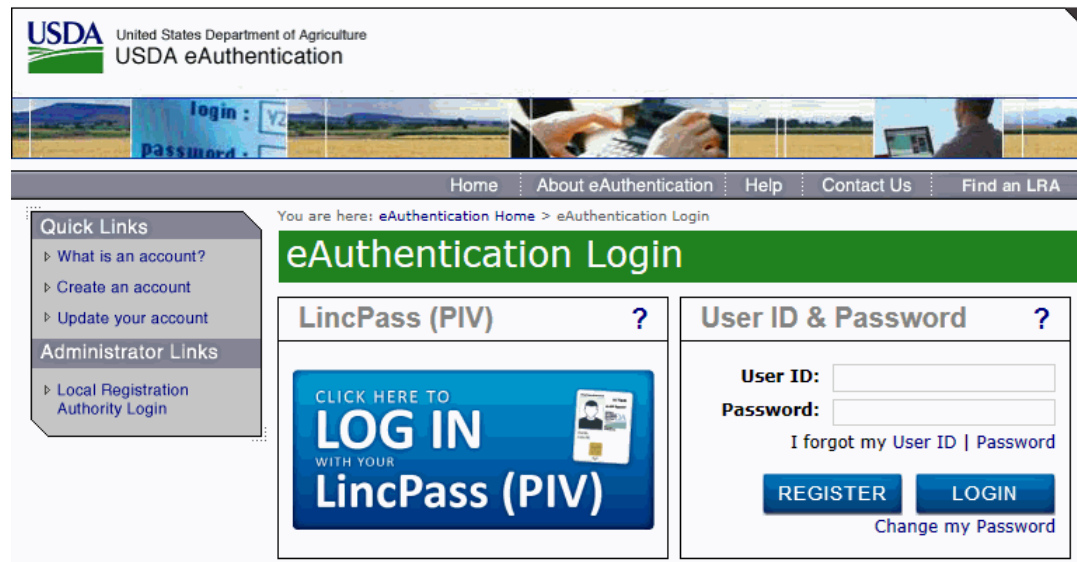 USDA
United States Department of Agriculture
USDA eAuthentication
login :
password :
Home
About eAuthentication
Help
Contact Us
Find an LRA
Quick Links
What is an account?
Create an account
Update your account
Administrator Links
Local Registration
Authority Login
You are here: eAuthentication Home > eAuthentication Login
eAuthentication Login
LincPass (PIV)
?
CLICK HERE TO
LOG IN
WITH YOUR
LincPass (PIV)
User ID & Password
?
User ID:
Password:
I forgot my User ID | Password
REGISTER
LOGIN
Change my Password